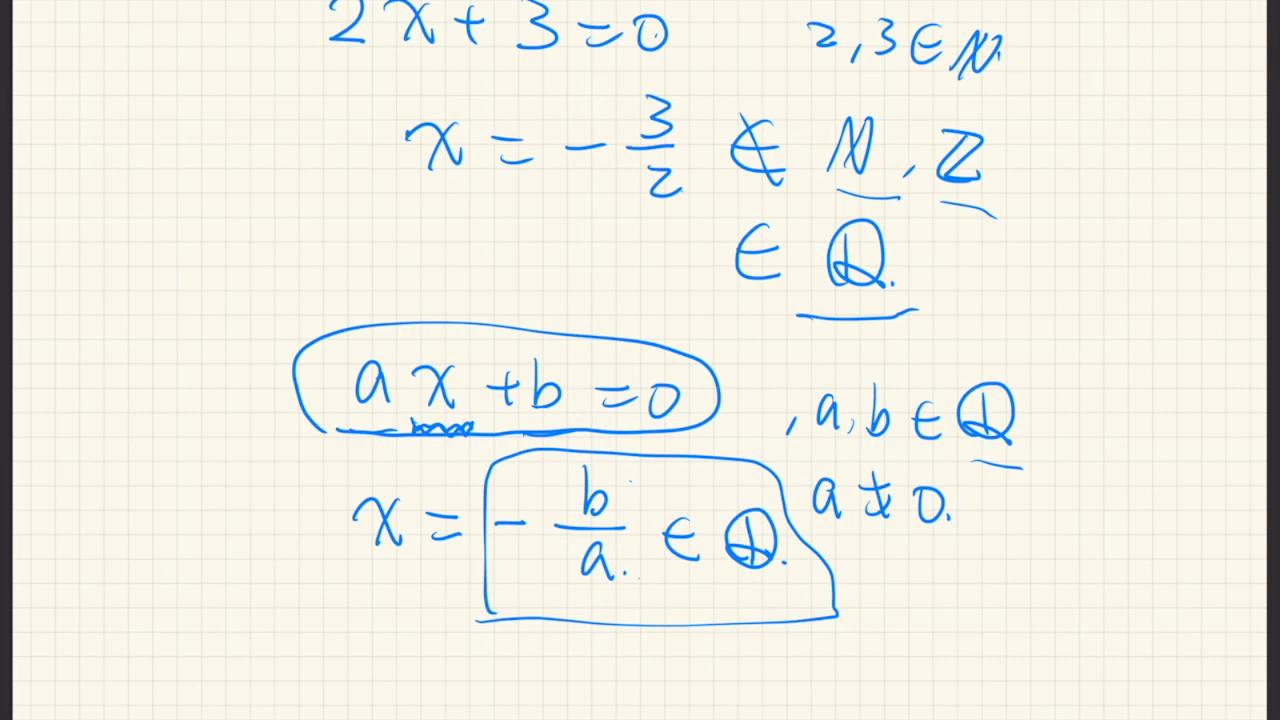 2x + 3 = 0    2, 3 ∈ ℕ.
x = - 3/2 ∉ ℕ, ℤ
∈ ℚ.
ax + b = 0    , a, b ∈ ℚ
x = - b/a. ∈ ℚ.    a ≠ 0.